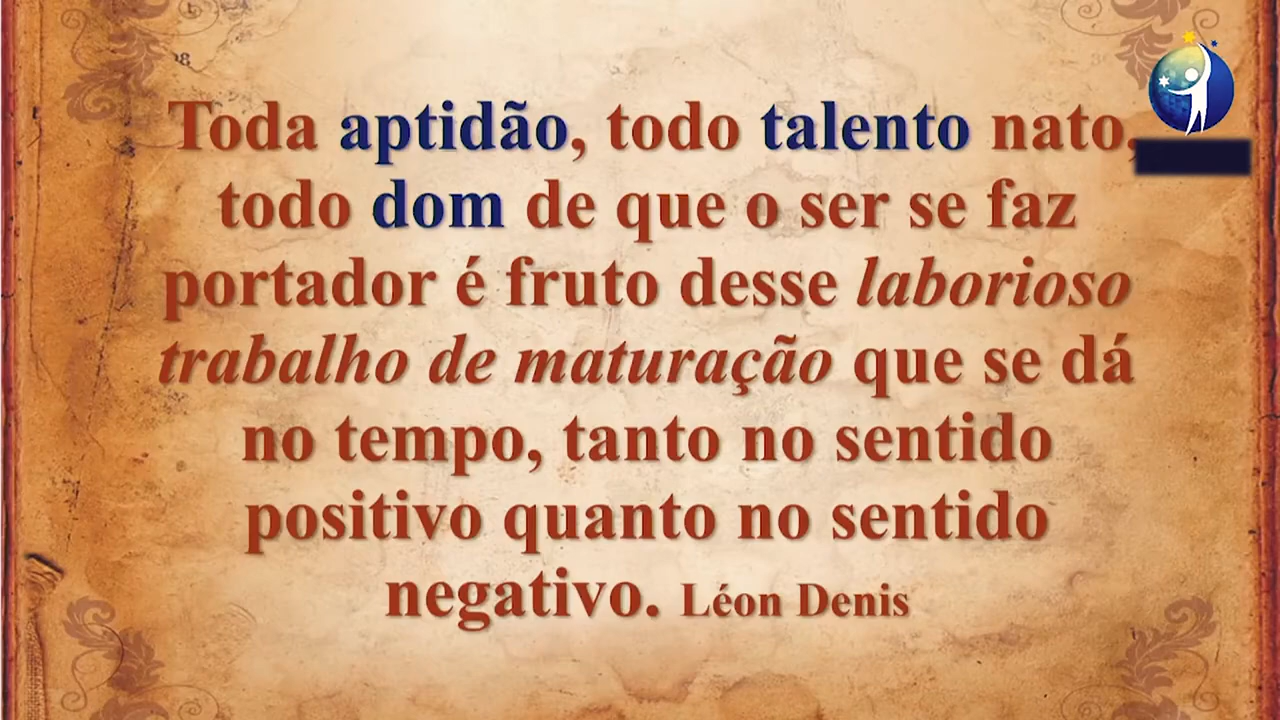 Toda aptidão, todo talento nato,
todo dom de que o ser se faz
portador é fruto desse laborioso
trabalho de maturação que se dá
no tempo, tanto no sentido
positivo quanto no sentido
negativo. Léon Denis